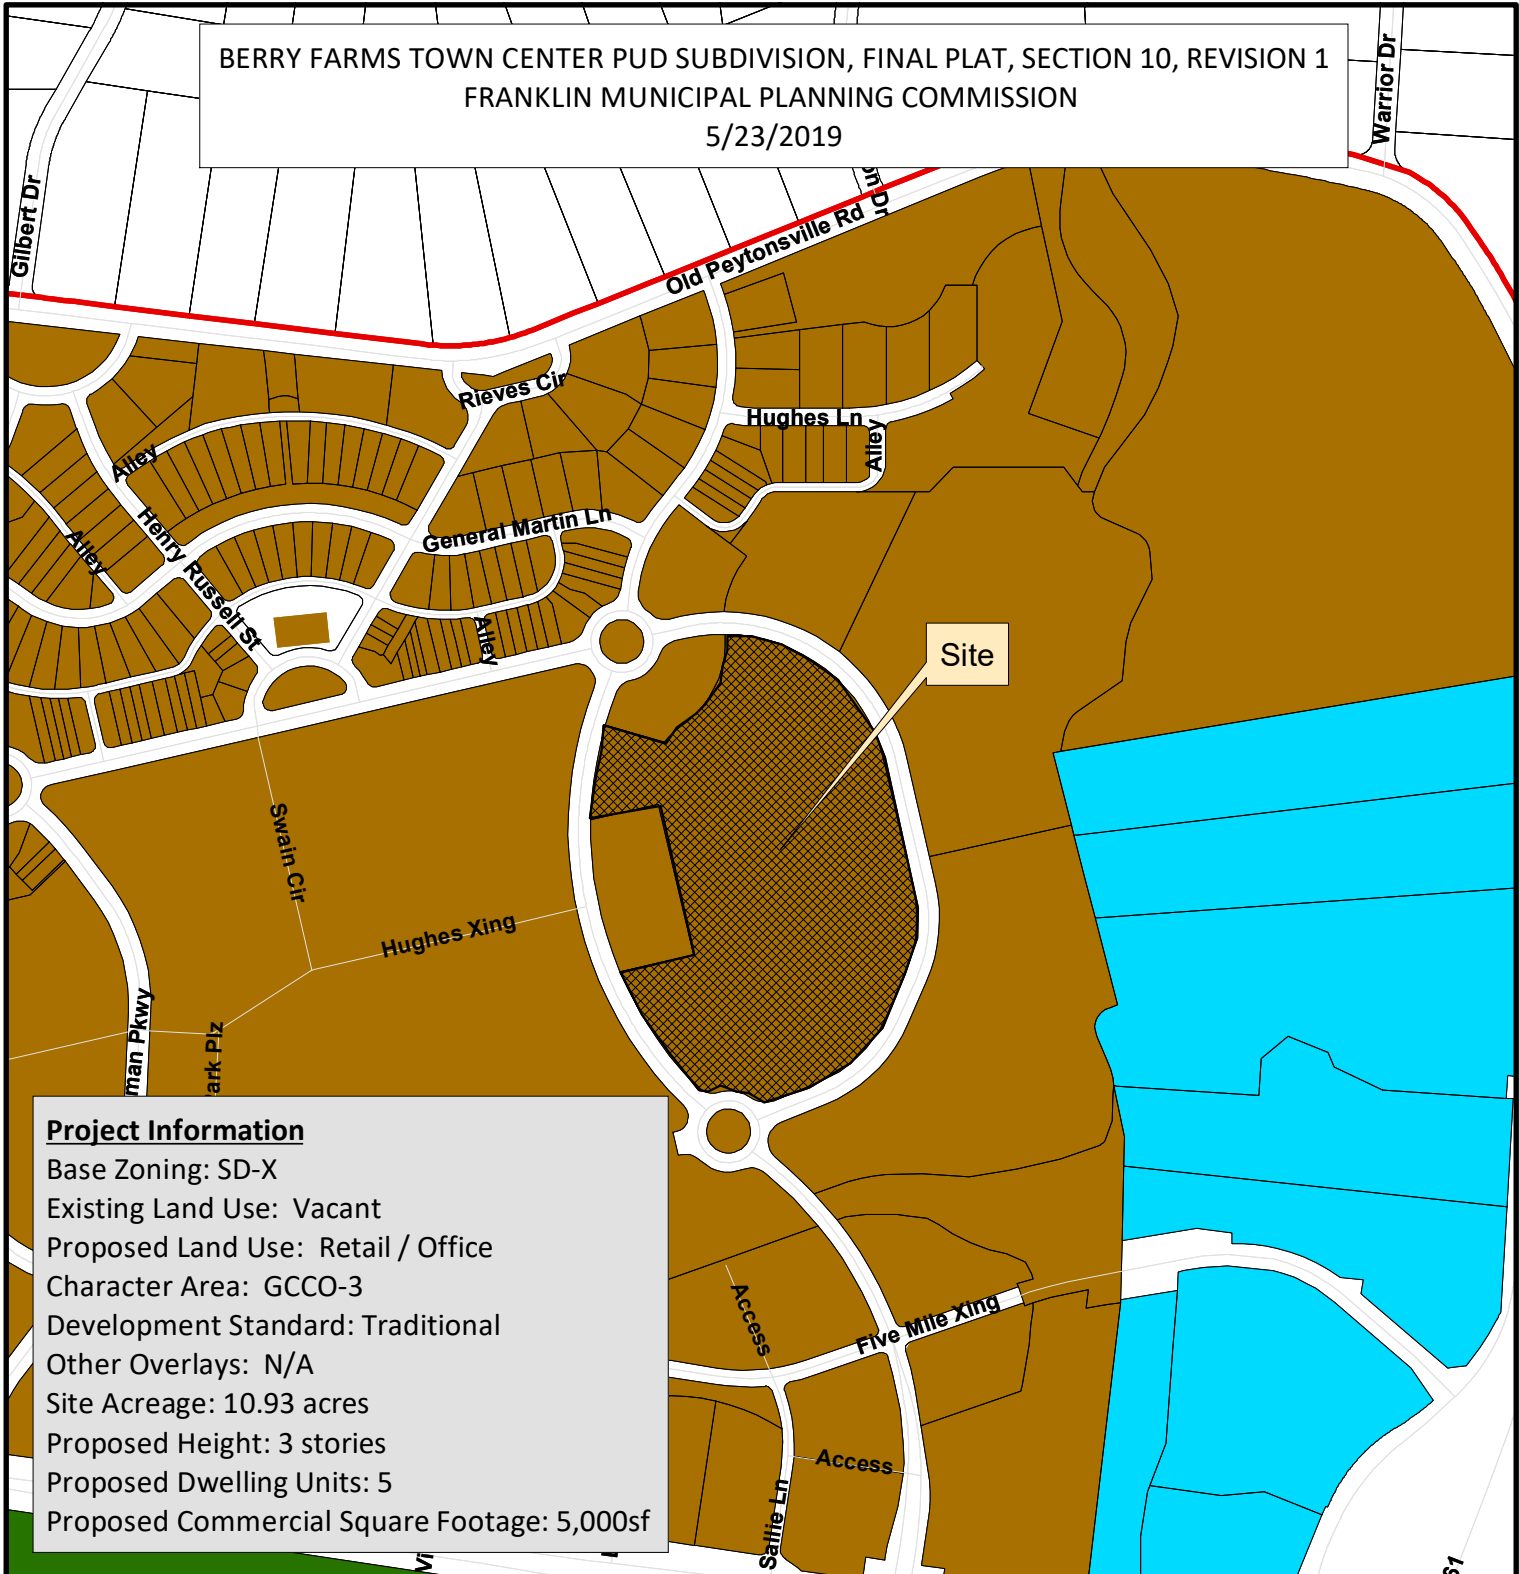 BERRY FARMS TOWN CENTER PUD SUBDIVISION, FINAL PLAT, SECTION 10, REVISION 1
FRANKLIN MUNICIPAL PLANNING COMMISSION
5/23/2019
Warrior Dr
Gilbert Dr
Dr
Old Peytonsville Rd
Rieves Cir
Hughes Ln
Alley
Alley
General Martin Ln
Henry Russell St
Alley
Alley
Site
Swain Cir
Hughes Xing
Pkwy
Plz
Access
Five Mile Xing
Access
Sallie Ln
61
Project Information
Base Zoning: SD-X
Existing Land Use: Vacant
Proposed Land Use: Retail / Office
Character Area: GCCO-3
Development Standard: Traditional
Other Overlays: N/A
Site Acreage: 10.93 acres
Proposed Height: 3 stories
Proposed Dwelling Units: 5
Proposed Commercial Square Footage: 5,000sf